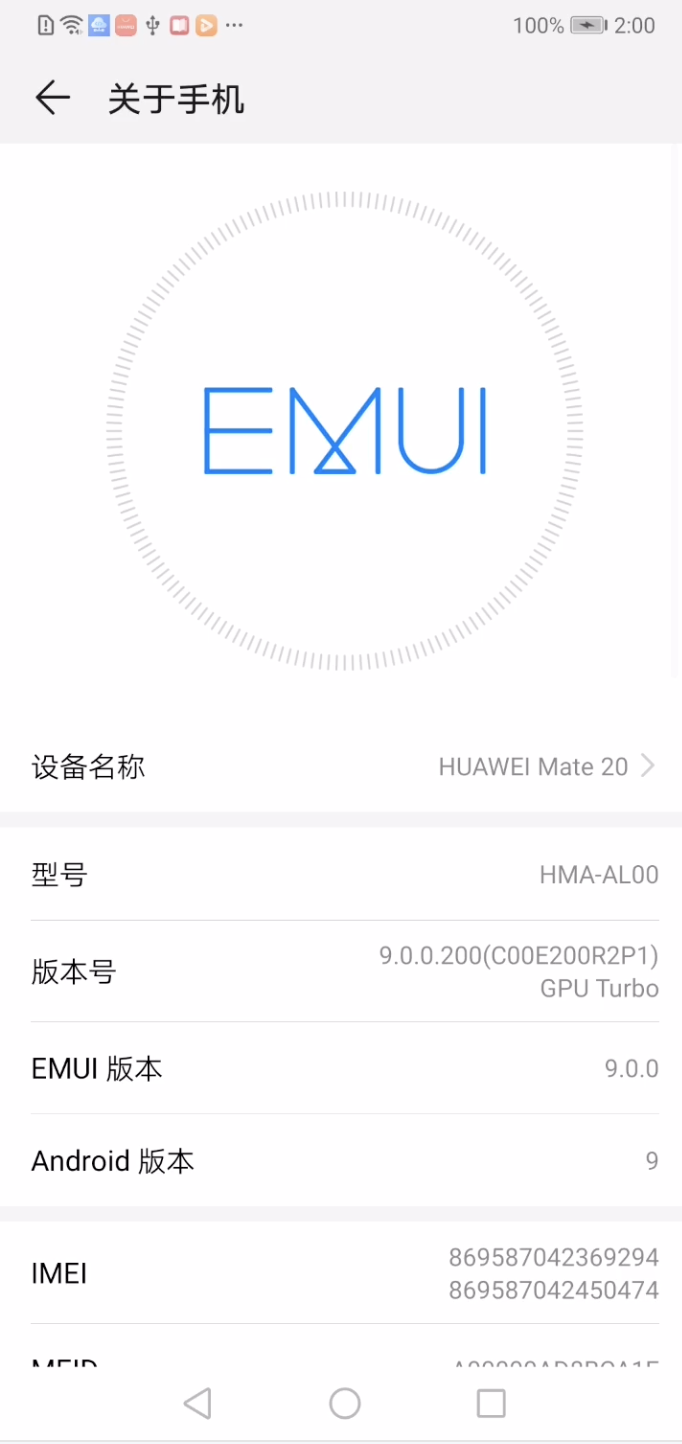 100% 2:00
关于手机
EMUI
设备名称 HUAWEI Mate 20
型号 HMA-AL00
版本号 9.0.0.200(C00E200R2P1)
GPU Turbo
EMUI 版本 9.0.0
Android 版本 9
IMEI 869587042369294
869587042450474